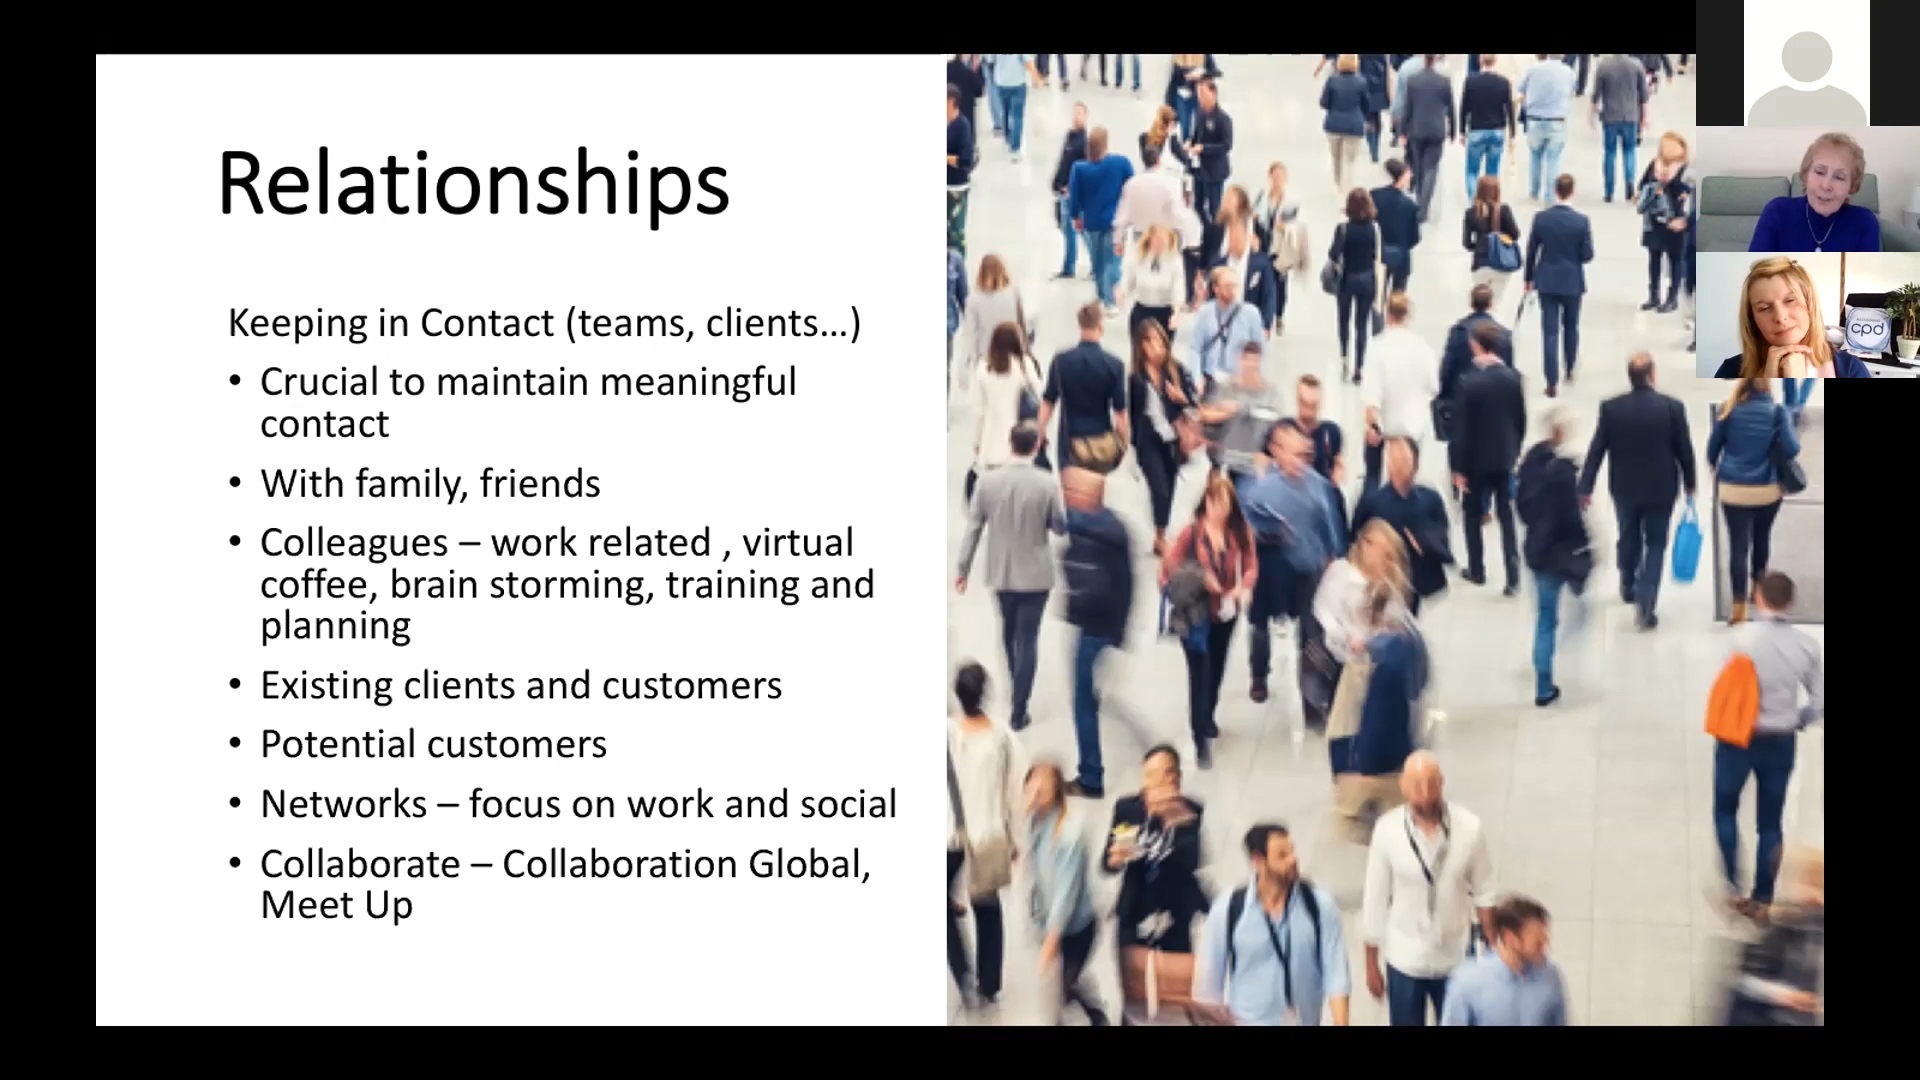 Relationships
Keeping in Contact (teams, clients…)
• Crucial to maintain meaningful
contact
• With family, friends
• Colleagues – work related , virtual
coffee, brain storming, training and
planning
• Existing clients and customers
• Potential customers
• Networks – focus on work and social
• Collaborate – Collaboration Global,
Meet Up
cpd